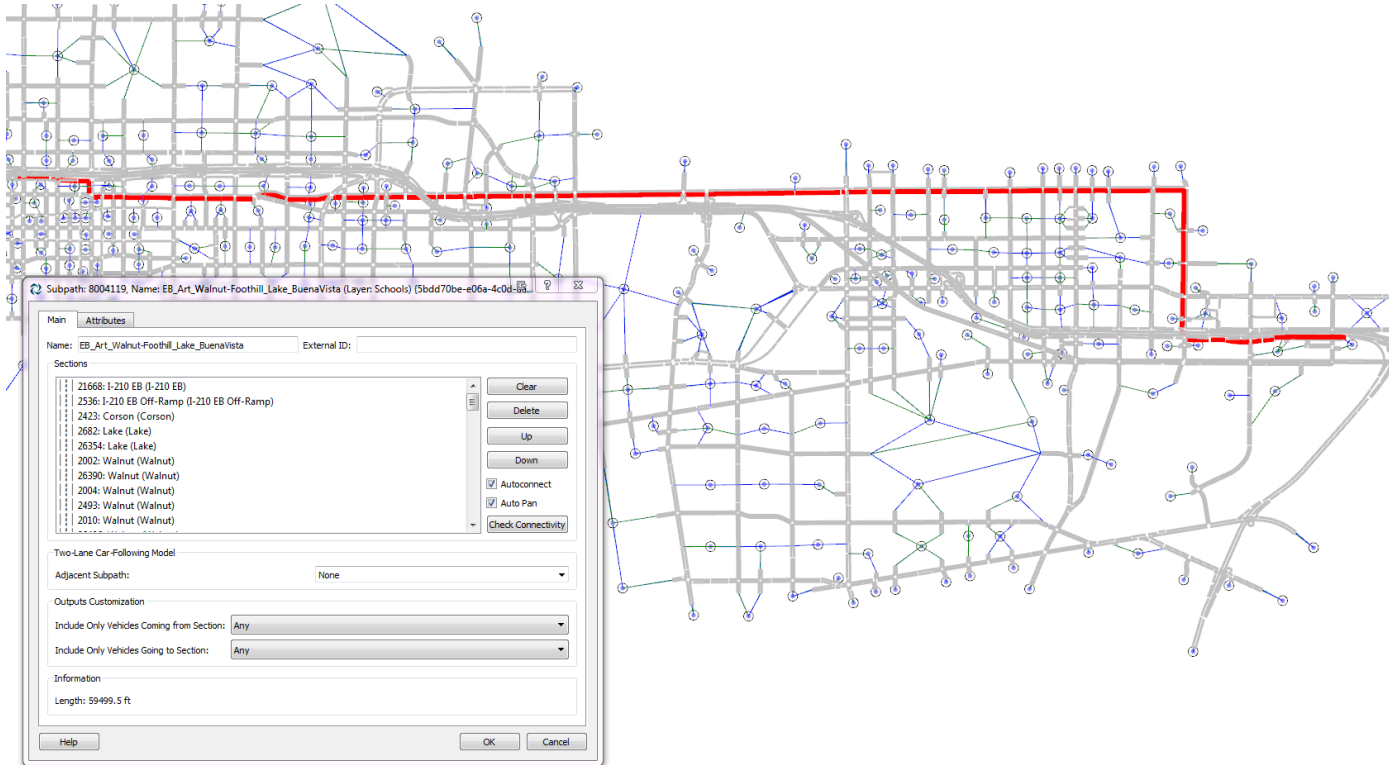 Subpath: 8004119, Name: EB_Art_Walnut-Foothill_Lake_BuenaVista (Layer: Schools) {5bdd70be-e06a-4c0d-
Main Attributes
Name: EB_Art_Walnut-Foothill_Lake_BuenaVista External ID:
Sections
21668: I-210 EB (I-210 EB)
2536: I-210 EB Off-Ramp (I-210 EB Off-Ramp)
2423: Corson (Corson)
2682: Lake (Lake)
26354: Lake (Lake)
2002: Walnut (Walnut)
26390: Walnut (Walnut)
2004: Walnut (Walnut)
2493: Walnut (Walnut)
2010: Walnut (Walnut)
Clear
Delete
Up
Down
Autoconnect
Auto Pan
Check Connectivity
Two-Lane Car-Following Model
Adjacent Subpath: None
Outputs Customization
Include Only Vehicles Coming from Section: Any
Include Only Vehicles Going to Section: Any
Information
Length: 59499.5 ft
Help OK Cancel